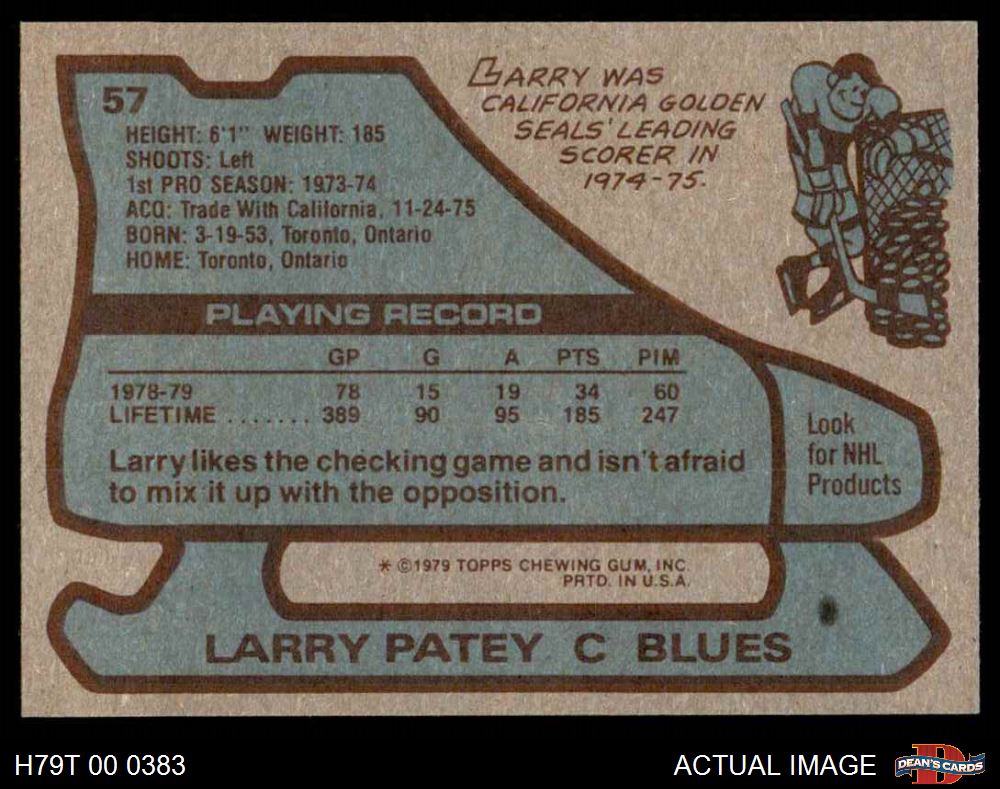 57
HEIGHT: 6'1" WEIGHT: 185
SHOOTS: Left
1st PRO SEASON: 1973-74
ACQ: Trade With California, 11-24-75
BORN: 3-19-53, Toronto, Ontario
HOME: Toronto, Ontario
LARRY WAS
CALIFORNIA GOLDEN
SEALS' LEADING
SCORER IN
1974-75.
PLAYING RECORD
GP G A PTS PIM
1978-79 78 15 19 34 60
LIFETIME ....... 389 90 95 185 247
Larry likes the checking game and isn't afraid
to mix it up with the opposition.
Look
for NHL
Products
* ©1979 TOPPS CHEWING GUM, INC.
PRTD. IN U.S.A.
LARRY PATEY C BLUES
H79T 00 0383
ACTUAL IMAGE
D
DEAN'S CARDS